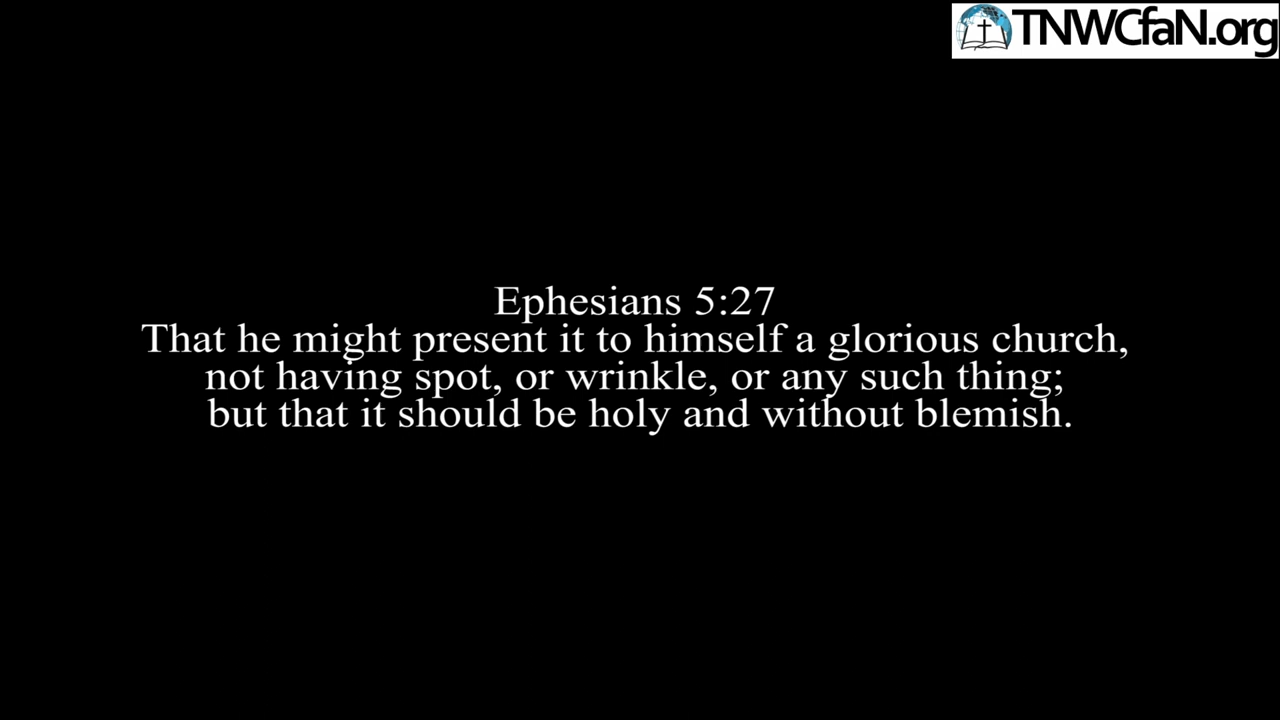 TNWCfaN.org
Ephesians 5:27
That he might present it to himself a glorious church,
not having spot, or wrinkle, or any such thing;
but that it should be holy and without blemish.